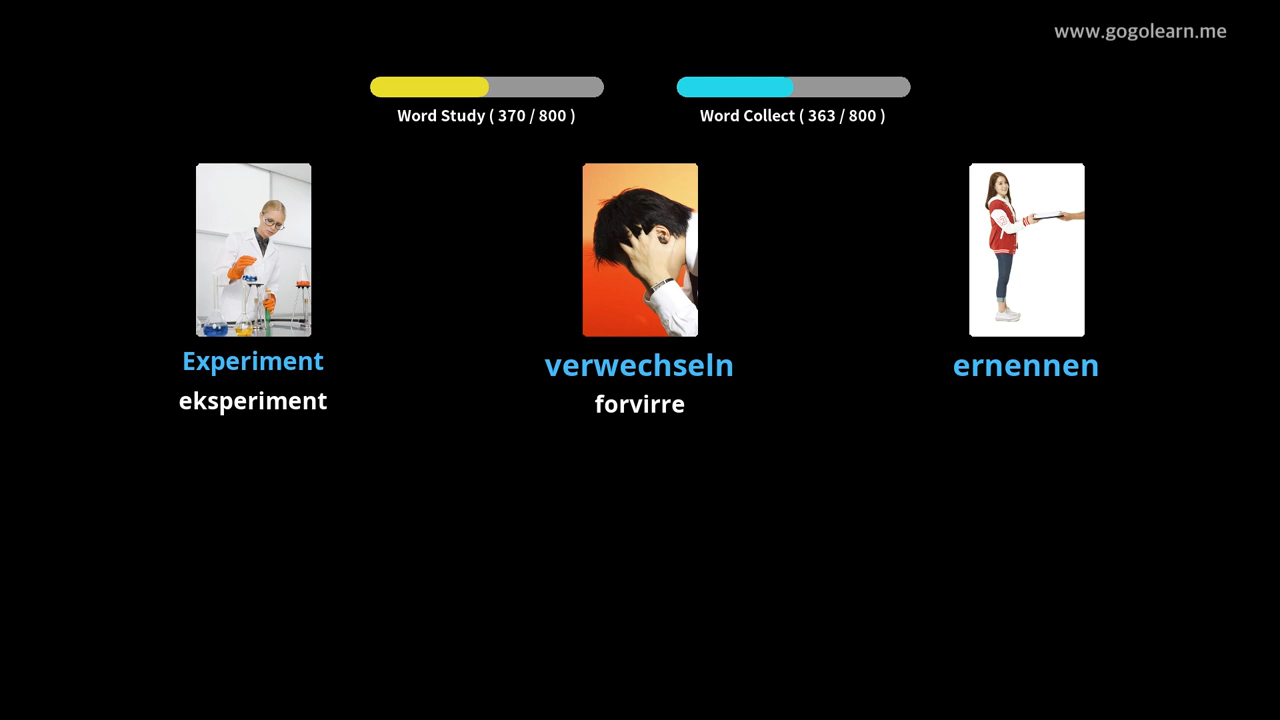 www.gogolearn.me
Word Study ( 370 / 800 )
Word Collect ( 363 / 800 )
Experiment
eksperiment
verwechseln
forvirre
ernennen